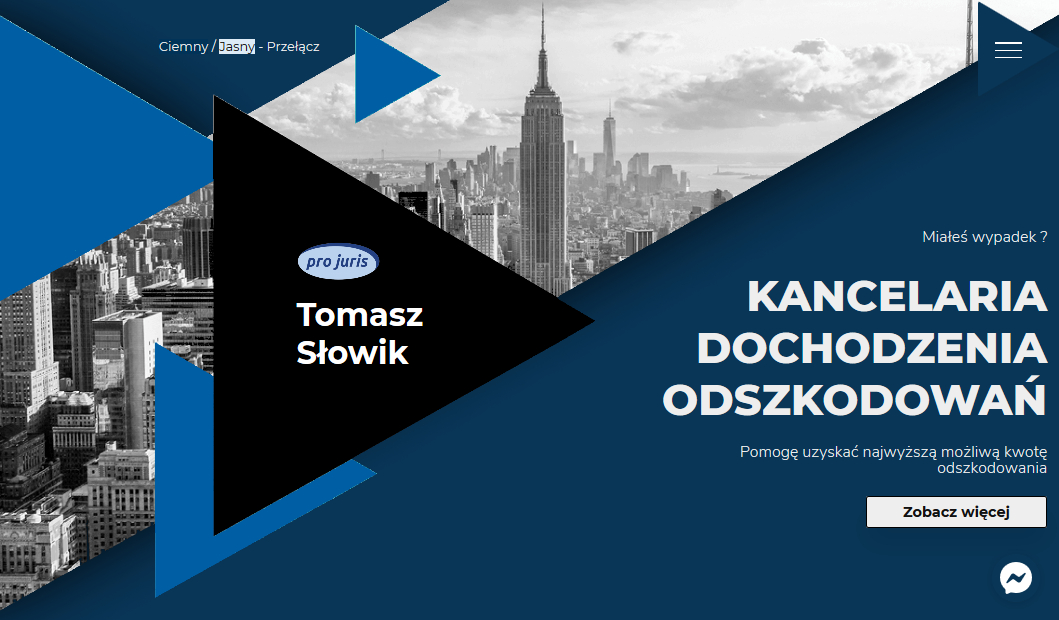 Ciemny / Jasny - Przełącz
pro juris
Tomasz
Słowik
Miałeś wypadek ?
KANCELARIA
DOCHODZENIA
ODSZKODOWAŃ
Pomogę uzyskać najwyższą możliwą kwotę
odszkodowania
Zobacz więcej